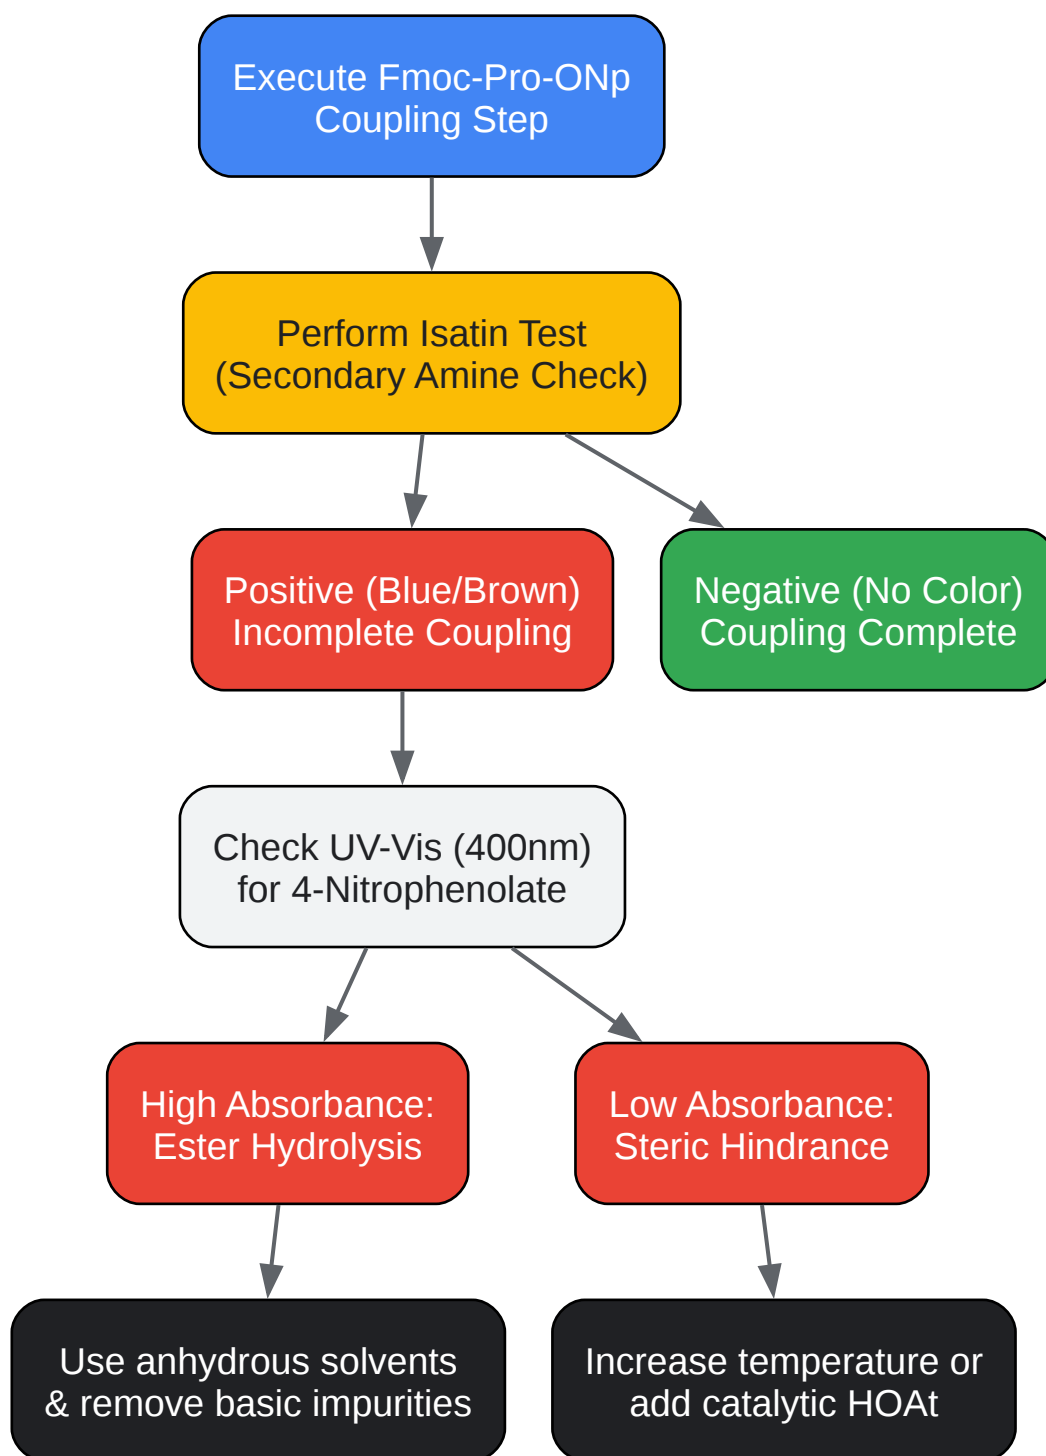 Execute Fmoc-Pro-ONp
Coupling Step
Perform Isatin Test
(Secondary Amine Check)
Positive (Blue/Brown)
Incomplete Coupling
Negative (No Color)
Coupling Complete
Check UV-Vis (400nm)
for 4-Nitrophenolate
High Absorbance:
Ester Hydrolysis
Low Absorbance:
Steric Hindrance
Use anhydrous solvents
& remove basic impurities
Increase temperature or
add catalytic HOAt